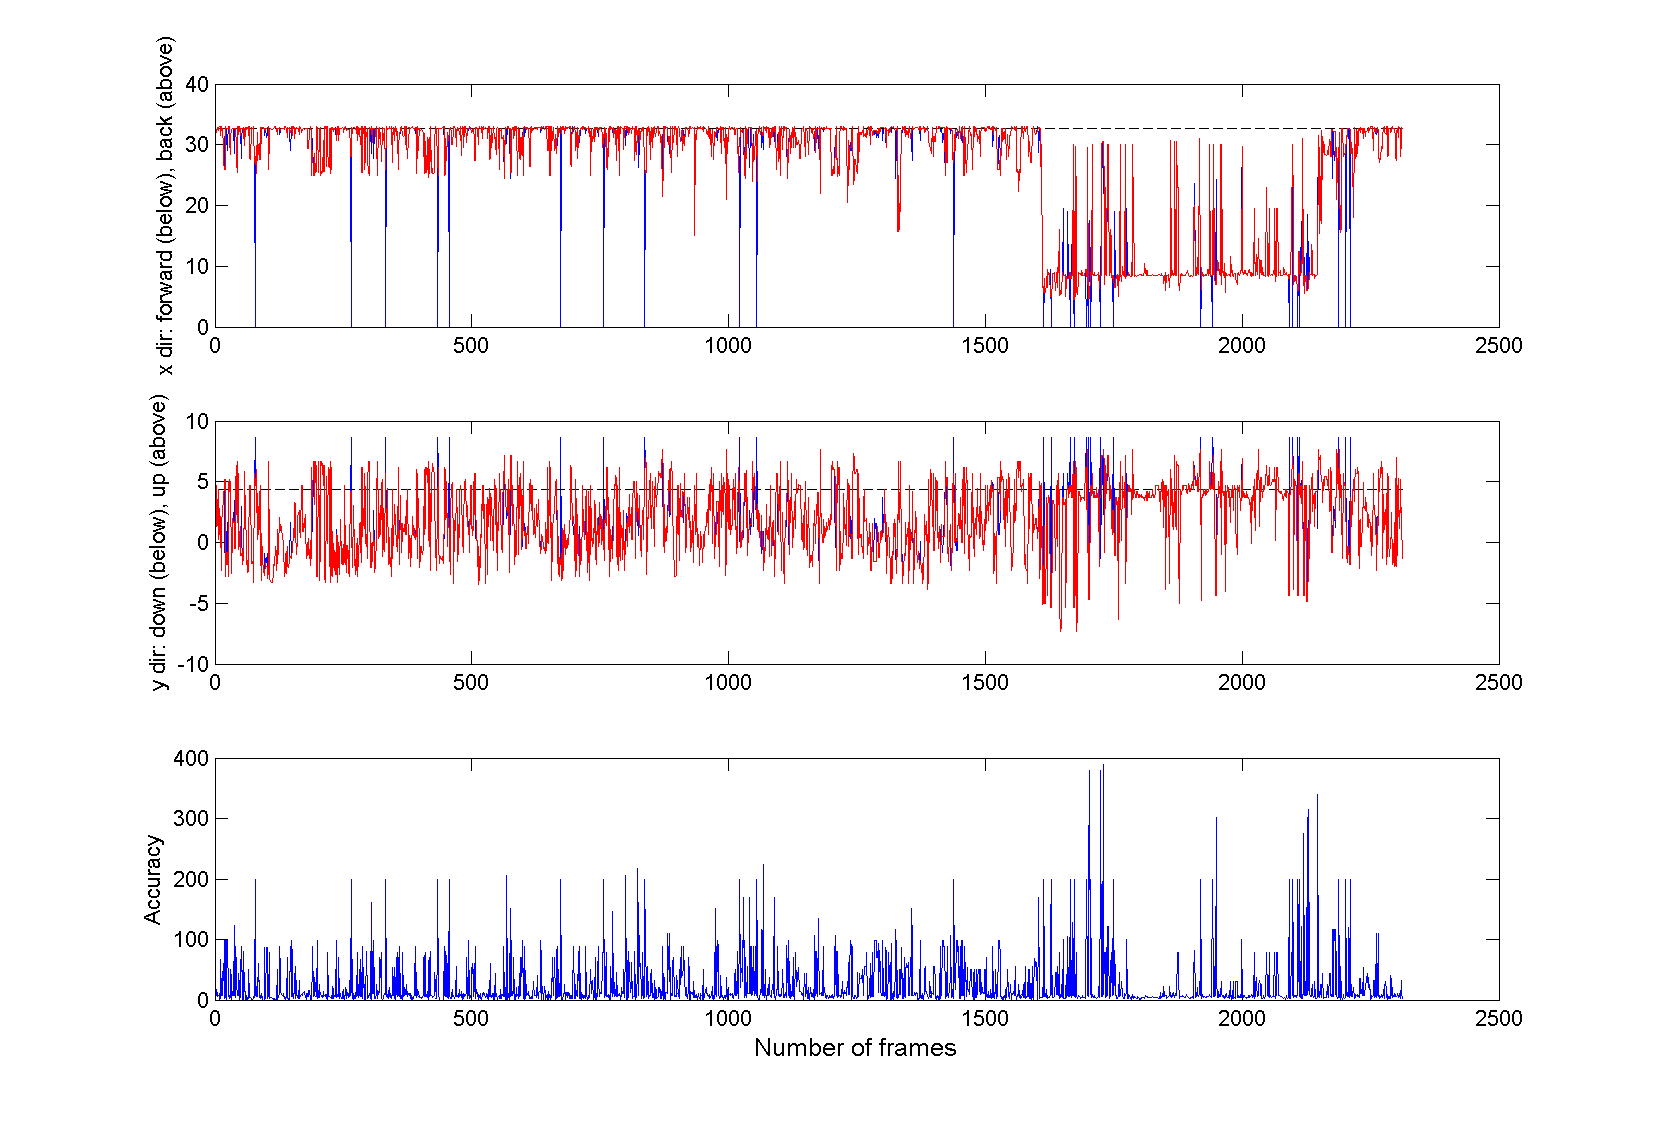 x dir: forward (below), back (above)
40
30
20
10
0
0 500 1000 1500 2000 2500
y dir: down (below), up (above)
10
5
0
-5
-10
0 500 1000 1500 2000 2500
Accuracy
400
300
200
100
0
0 500 1000 1500 2000 2500
Number of frames